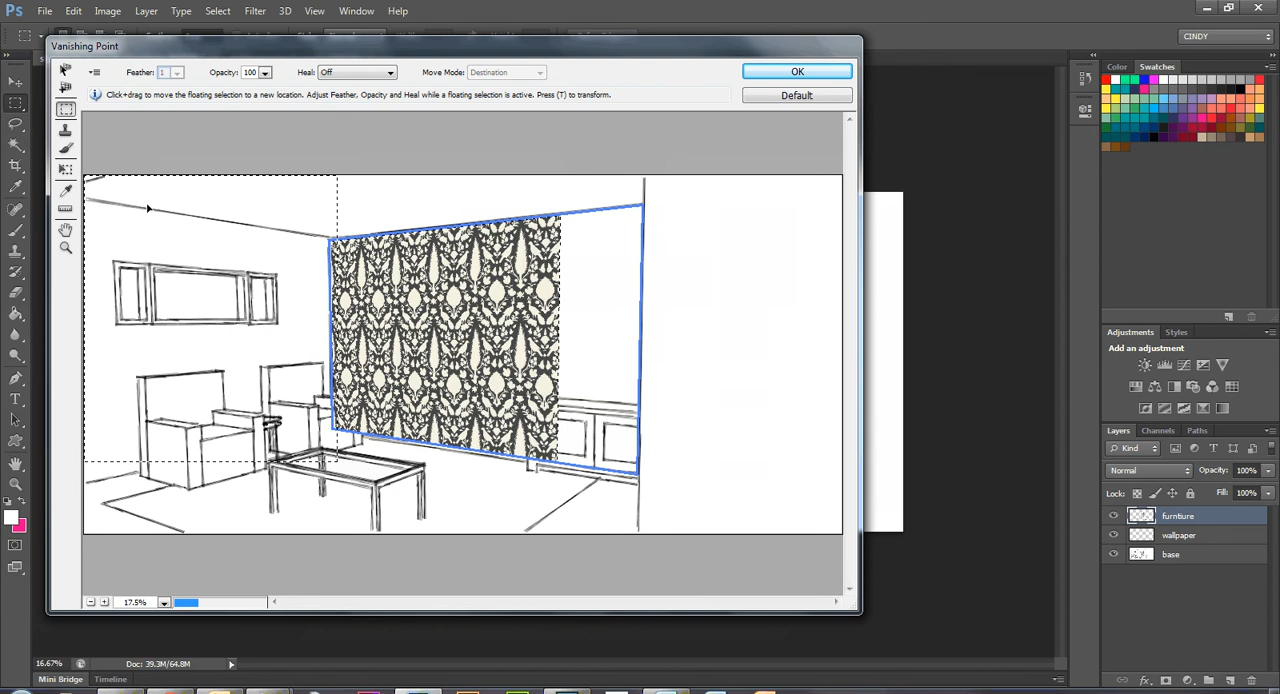 Ps File Edit Image Layer Type Select Filter 3D View Window Help
CINDY
Vanishing Point
Feather: 1 Opacity: 100 Heal: Off Move Mode: Destination
OK
Click+drag to move the floating selection to a new location. Adjust Feather, Opacity and Heal while a floating selection is active. Press (T) to transform.
Default
17.5%
16.67% Doc: 39.3M/64.8M
Mini Bridge Timeline
Color Swatches
Adjustments Styles
Add an adjustment
Layers Channels Paths
Kind
Normal Opacity: 100%
Lock: Fill: 100%
furntiure
wallpaper
base